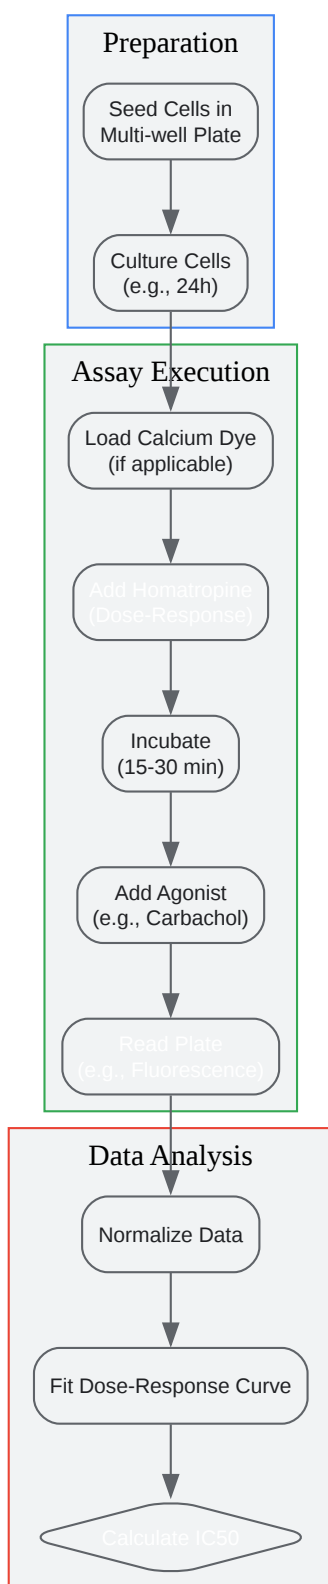 Preparation
Seed Cells in
Multi-well Plate
Culture Cells
(e.g., 24h)
Assay Execution
Load Calcium Dye
(if applicable)
Add Homatropine
(Dose-Response)
Incubate
(15-30 min)
Add Agonist
(e.g., Carbachol)
Read Plate
(e.g., Fluorescence)
Data Analysis
Normalize Data
Fit Dose-Response Curve
Calculate IC50